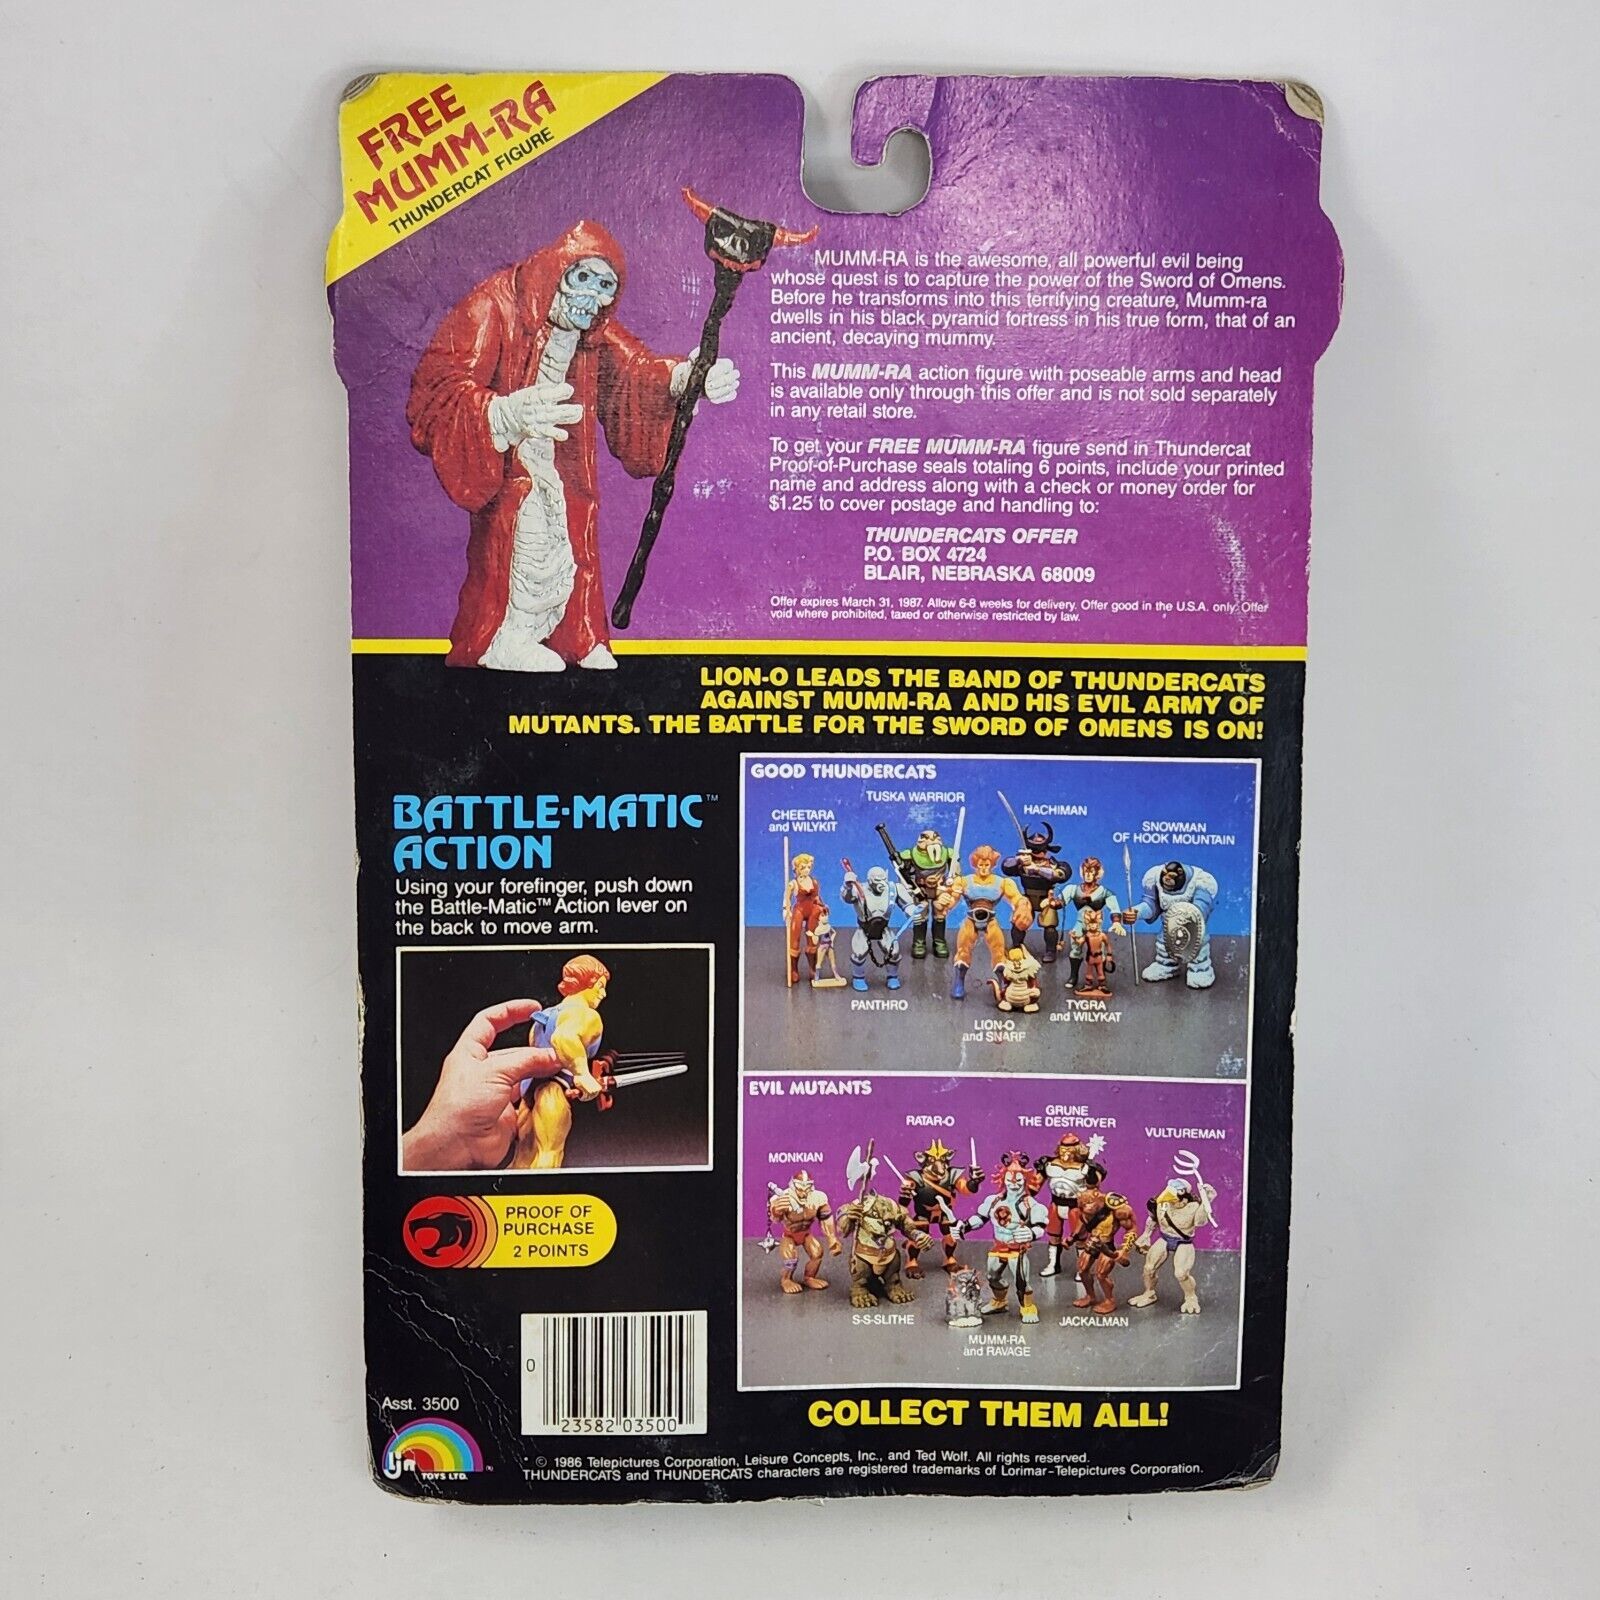 FREE
MUMM-RA
THUNDERCAT FIGURE
MUMM-RA is the awesome, all powerful evil being
whose quest is to capture the power of the Sword of Omens.
Before he transforms into this terrifying creature, Mumm-ra
dwells in his black pyramid fortress in his true form, that of an
ancient, decaying mummy.
This MUMM-RA action figure with poseable arms and head
is available only through this offer and is not sold separately
in any retail store.
To get your FREE MUMM-RA figure send in Thundercat
Proof-of-Purchase seals totaling 6 points, include your printed
name and address along with a check or money order for
$1.25 to cover postage and handling to:
THUNDERCATS OFFER
P.O. BOX 4724
BLAIR, NEBRASKA 68009
Offer expires March 31, 1987. Allow 6-8 weeks for delivery. Offer good in the U.S.A. only. Offer
void where prohibited, taxed or otherwise restricted by law.
LION-O LEADS THE BAND OF THUNDERCATS
AGAINST MUMM-RA AND HIS EVIL ARMY OF
MUTANTS. THE BATTLE FOR THE SWORD OF OMENS IS ON!
BATTLE-MATIC™
ACTION
Using your forefinger, push down
the Battle-Matic™ Action lever on
the back to move arm.
PROOF OF
PURCHASE
2 POINTS
GOOD THUNDERCATS
CHEETARA
and WILYKIT
TUSKA WARRIOR
HACHIMAN
SNOWMAN
OF HOOK MOUNTAIN
PANTHRO
LION-O
and SNARF
TYGRA
and WILYKAT
EVIL MUTANTS
MONKIAN
RATAR-O
GRUNE
THE DESTROYER
VULTUREMAN
S-S-SLITHE
MUMM-RA
and RAVAGE
JACKALMAN
COLLECT THEM ALL!
0
23582 03500
Asst. 3500
ljn
TOYS LTD.
®
© 1986 Telepictures Corporation, Leisure Concepts, Inc., and Ted Wolf. All rights reserved.
THUNDERCATS and THUNDERCATS characters are registered trademarks of Lorimar-Telepictures Corporation.